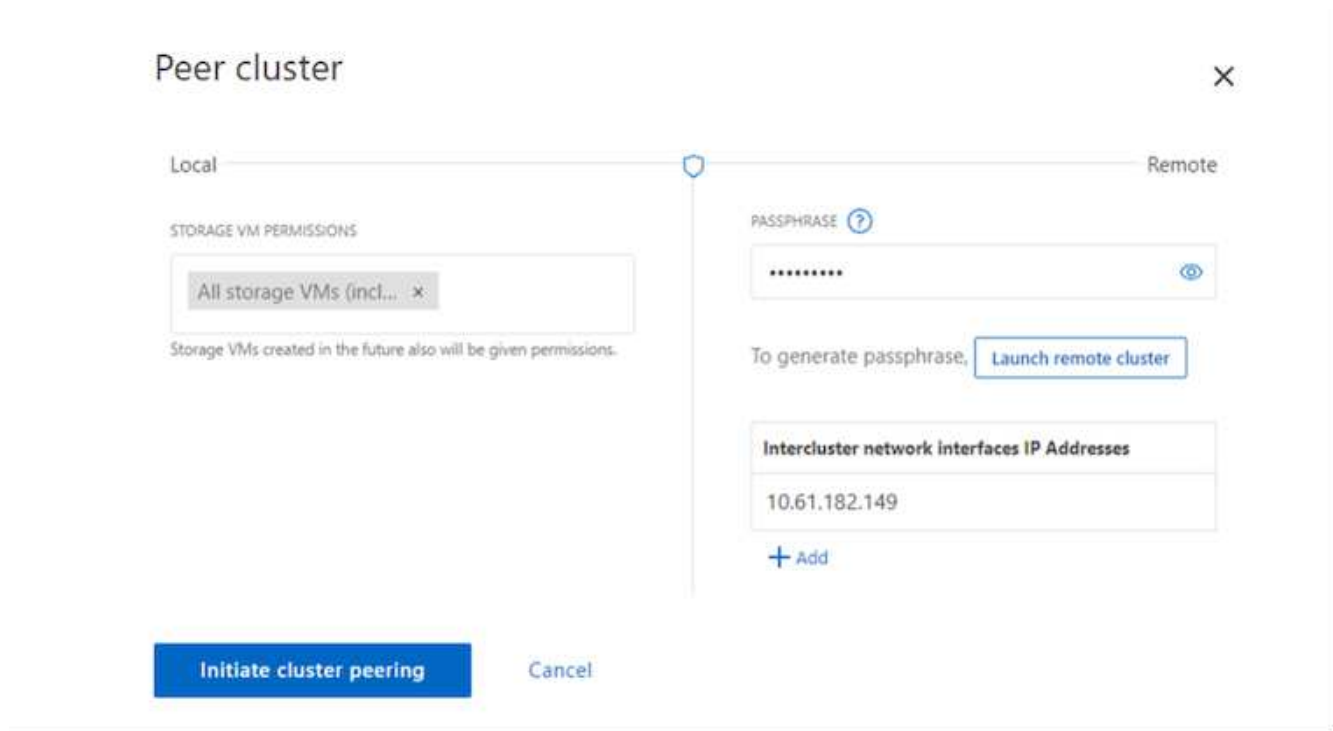 Peer cluster
Local
Remote
STORAGE VM PERMISSIONS
All storage VMs (incl... ×
Storage VMs created in the future also will be given permissions.
PASSPHRASE ?
•••••••••
To generate passphrase, Launch remote cluster
Intercluster network interfaces IP Addresses
10.61.182.149
+ Add
Initiate cluster peering
Cancel